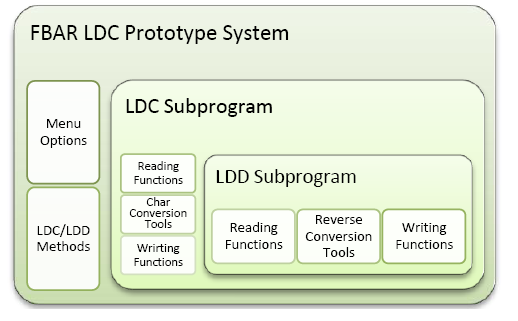 FBAR LDC Prototype System
Menu
Options
LDC/LDD
Methods
LDC Subprogram
Reading
Functions
Char
Conversion
Tools
Wrirting
Functions
LDD Subprogram
Reading
Functions
Reverse
Conversion
Tools
Writing
Functions